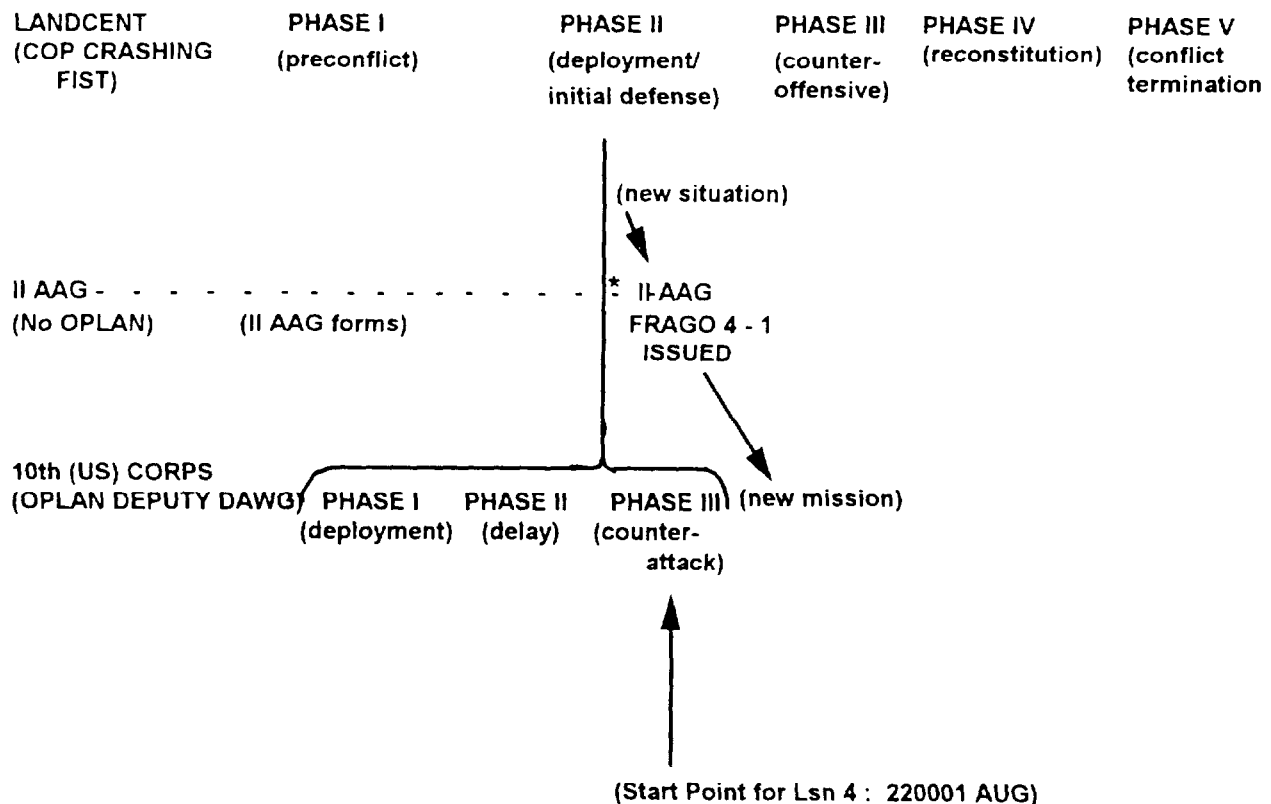 LANDCENT PHASE I PHASE II PHASE III PHASE IV PHASE V
(COP CRASHING (preconflict) (deployment/ (counter- (reconstitution) (conflict
FIST) initial defense) offensive) termination
(new situation)
II AAG - - - - - - - - - - - - - - - - - * - II-AAG
(No OPLAN) (II AAG forms) FRAGO 4 - 1
ISSUED
10th (US) CORPS
(OPLAN DEPUTY DAWG) PHASE I PHASE II PHASE III (new mission)
(deployment) (delay) (counter-
attack)
(Start Point for Lsn 4 : 220001 AUG)